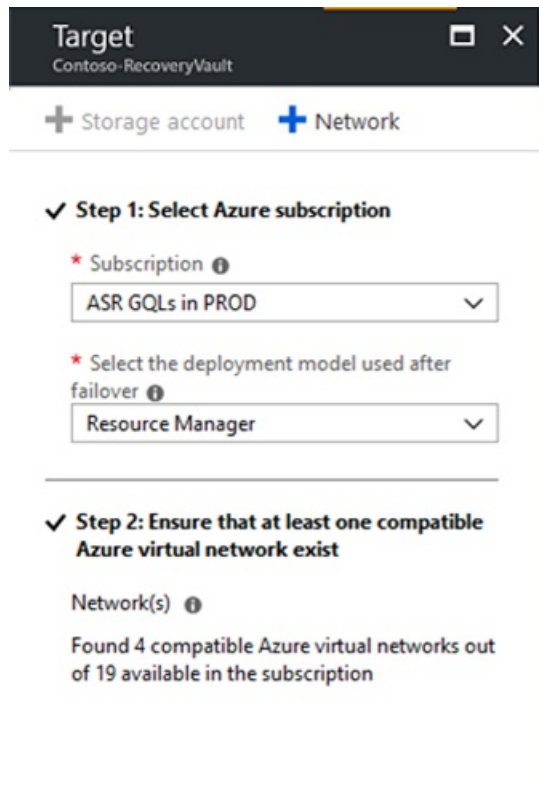 Target
Contoso-RecoveryVault
Storage account
Network
Step 1: Select Azure subscription
* Subscription
ASR GQLs in PROD
* Select the deployment model used after
failover
Resource Manager
Step 2: Ensure that at least one compatible
Azure virtual network exist
Network(s)
Found 4 compatible Azure virtual networks out
of 19 available in the subscription